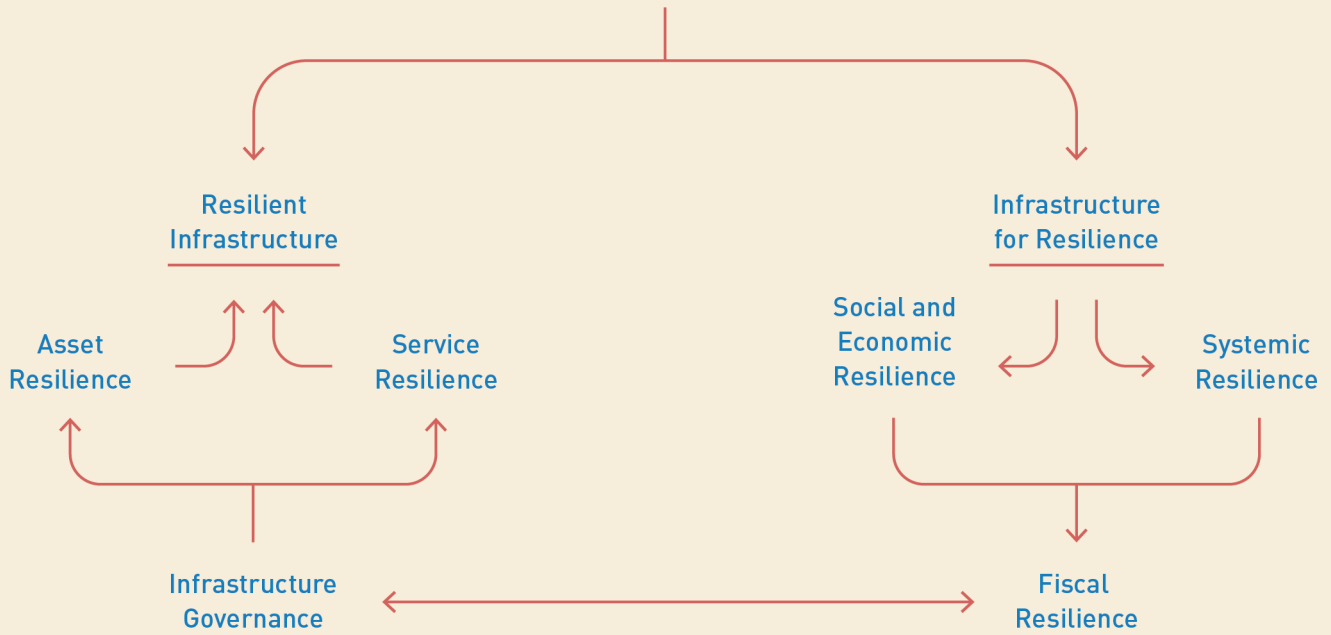 Resilient
Infrastructure
Infrastructure
for Resilience
Asset
Resilience
Service
Resilience
Social and
Economic
Resilience
Systemic
Resilience
Infrastructure
Governance
Fiscal
Resilience